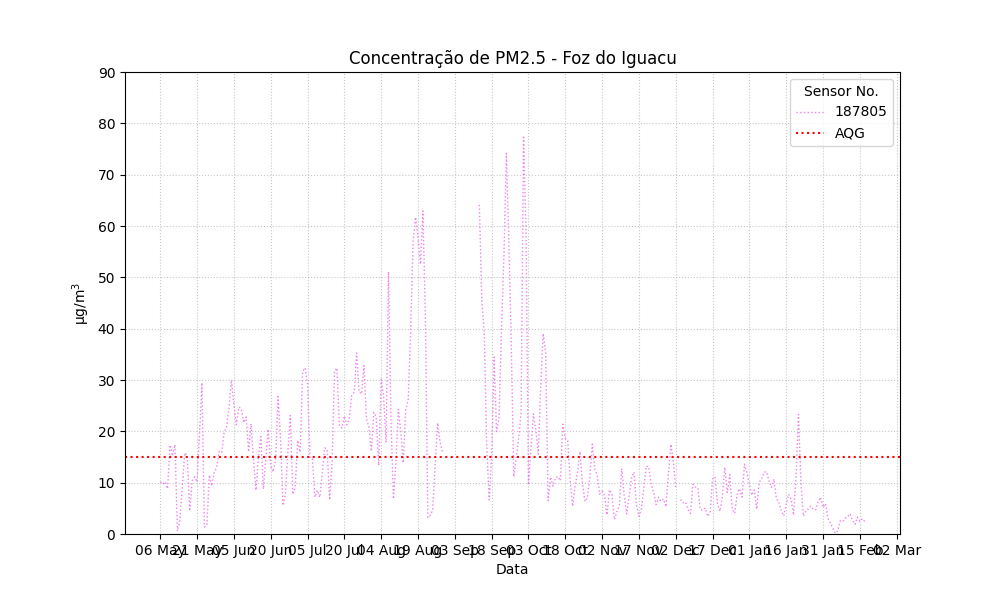 Concentração de PM2.5 - Foz do Iguacu
Sensor No.
187805
AQG
90
80
70
60
50
40
30
20
10
0
µg/m³
06 May 21 May 05 Jun 20 Jun 05 Jul 20 Jul 04 Aug 19 Aug 03 Sep 18 Sep 03 Oct 18 Oct 02 Nov 17 Nov 02 Dec 17 Dec 01 Jan 16 Jan 31 Jan 15 Feb 02 Mar
Data